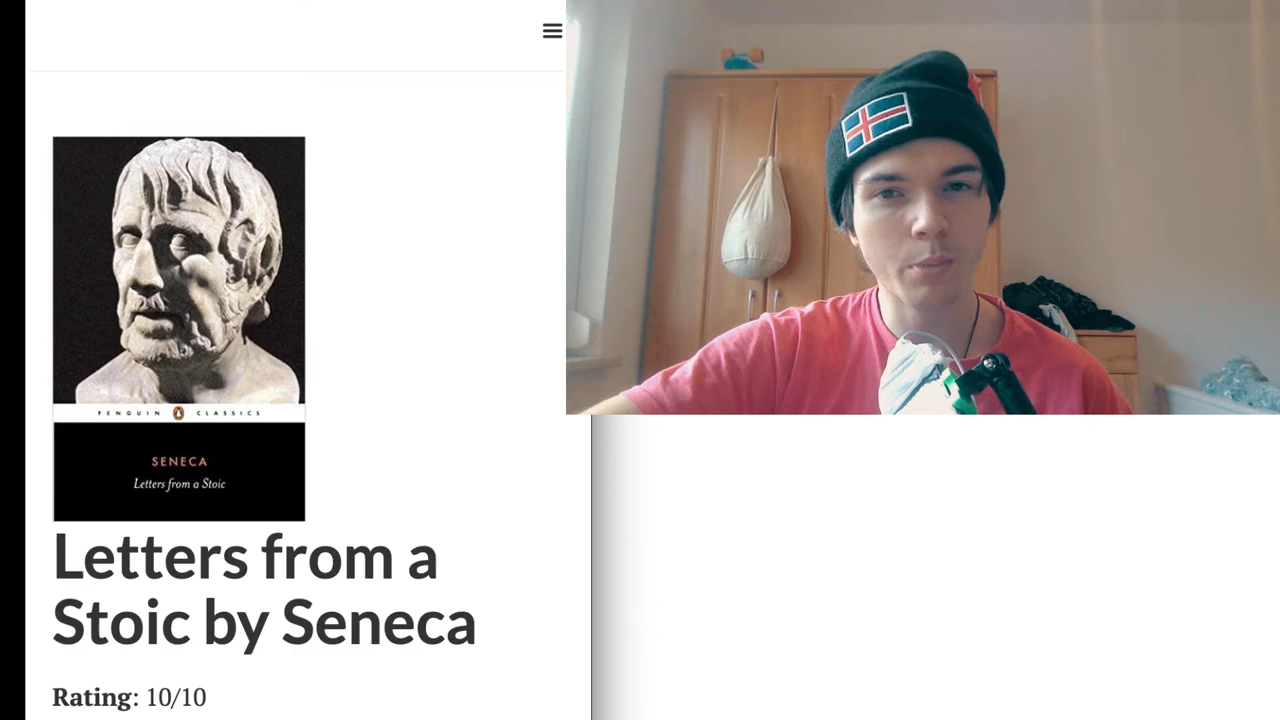 PENGUIN CLASSICS
SENECA
Letters from a Stoic
Letters from a
Stoic by Seneca
Rating: 10/10